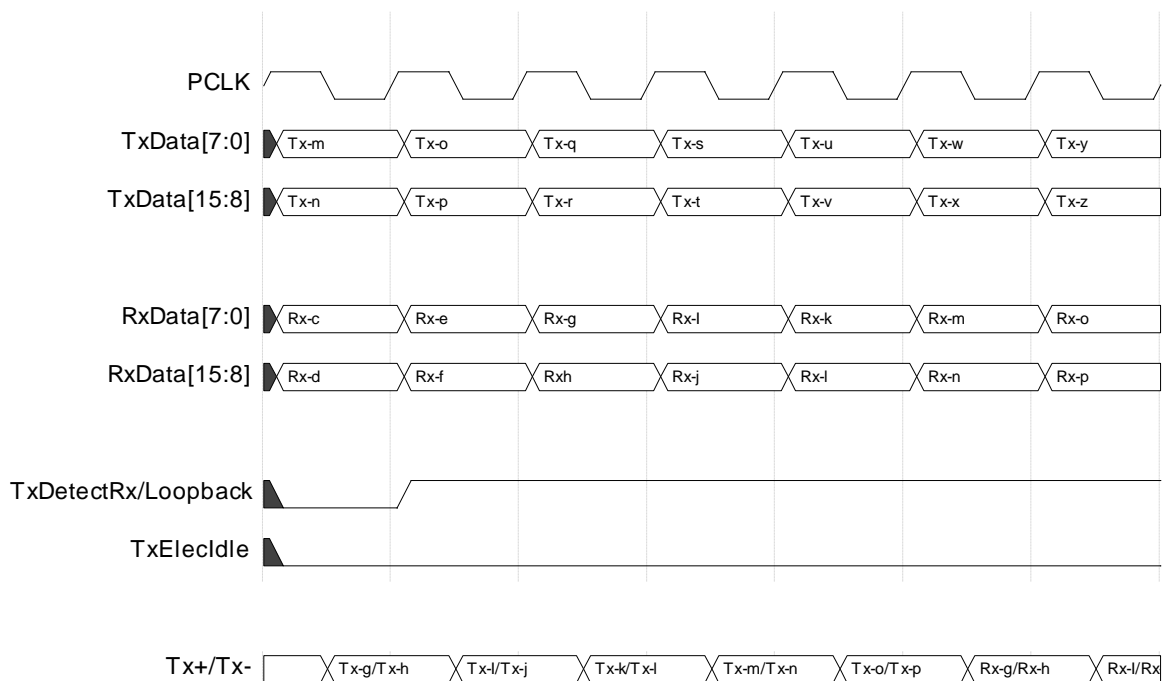 PCLK
TxData[7:0] Tx-m Tx-o Tx-q Tx-s Tx-u Tx-w Tx-y
TxData[15:8] Tx-n Tx-p Tx-r Tx-t Tx-v Tx-x Tx-z
RxData[7:0] Rx-c Rx-e Rx-g Rx-I Rx-k Rx-m Rx-o
RxData[15:8] Rx-d Rx-f Rxh Rx-j Rx-l Rx-n Rx-p
TxDetectRx/Loopback
TxElecIdle
Tx+/Tx- Tx-g/Tx-h Tx-I/Tx-j Tx-k/Tx-l Tx-m/Tx-n Tx-o/Tx-p Rx-g/Rx-h Rx-I/Rx